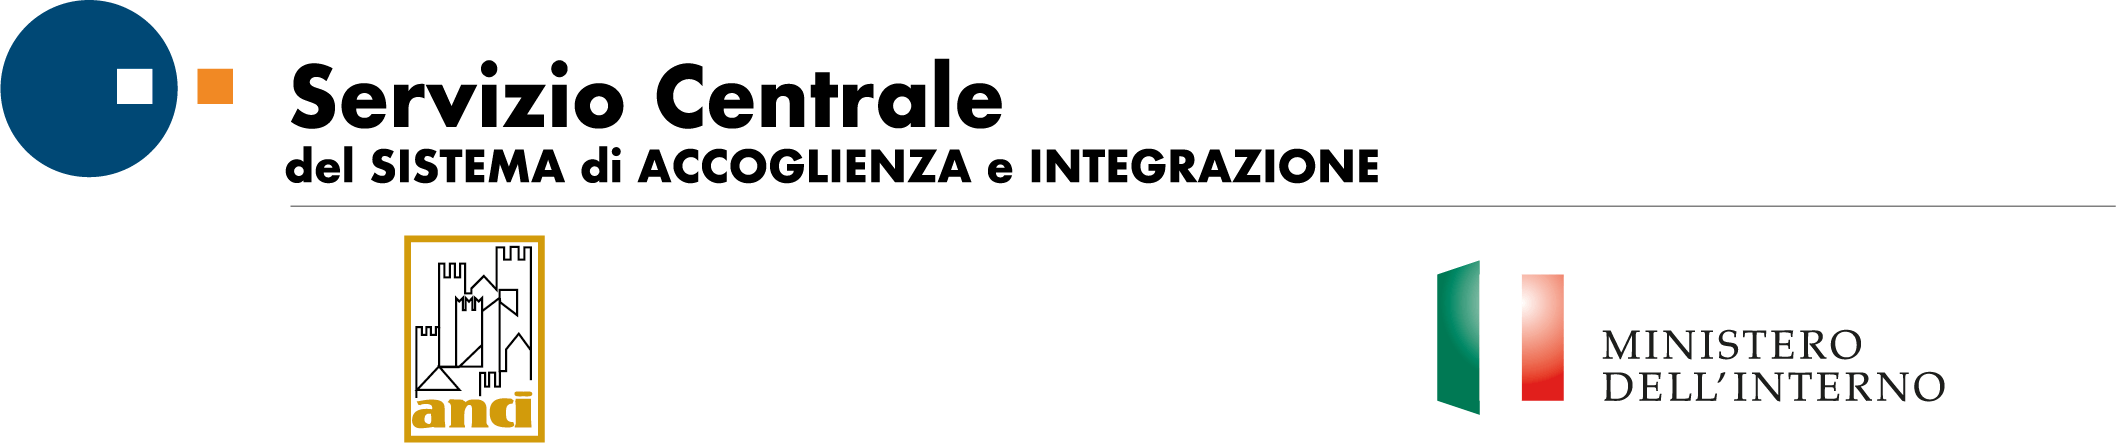 Servizio Centrale
del SISTEMA di ACCOGLIENZA e INTEGRAZIONE
anci
MINISTERO
DELL'INTERNO